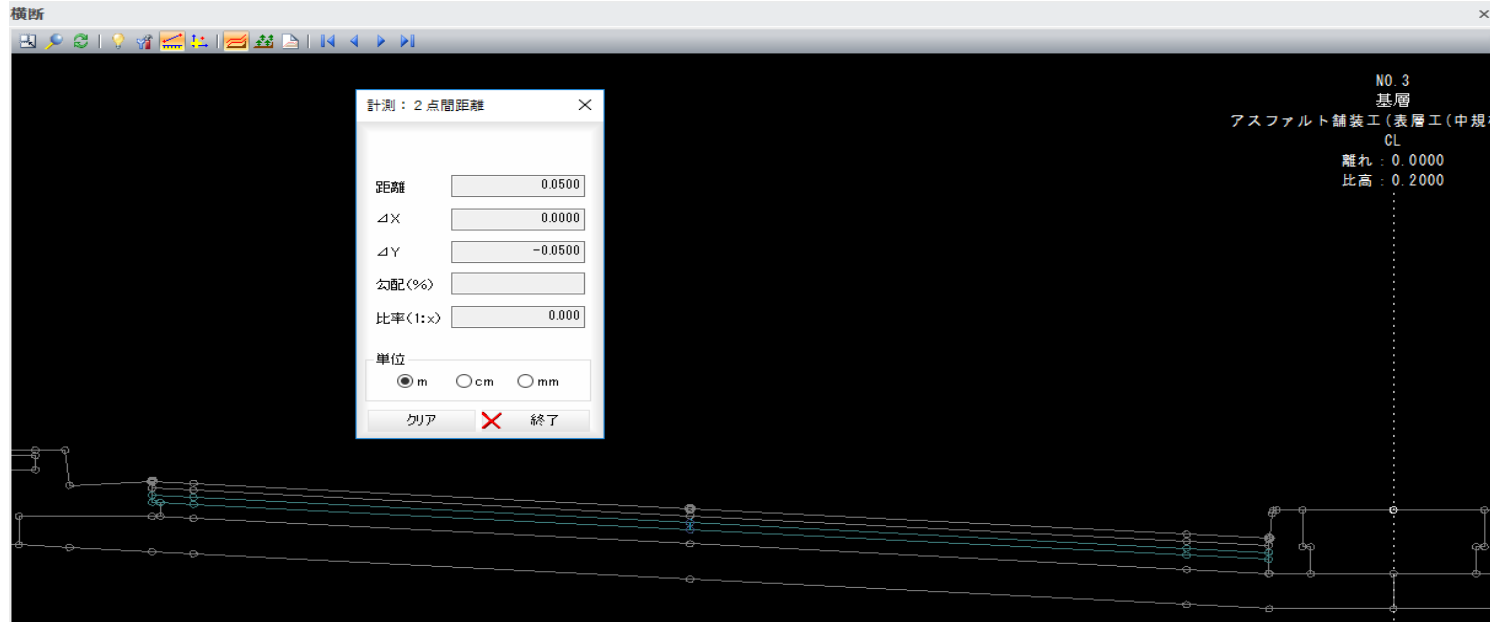 横断
NO.3
基層
アスファルト舗装工(表層工(中規
CL
離れ：0.0000
比高：0.2000
計測：２点間距離
距離 0.0500
⊿X 0.0000
⊿Y -0.0500
勾配(%)
比率(1:x) 0.000
単位
m cm mm
クリア 終了